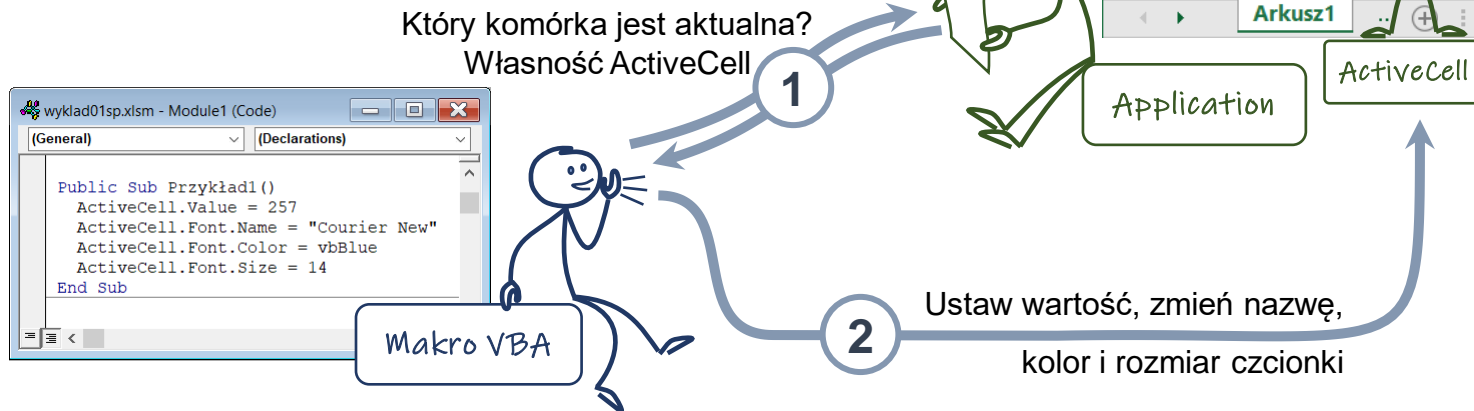 Który komórka jest aktualna?
Własność ActiveCell
1
Arkusz1
..
Application
ActiveCell
wyklad01sp.xlsm - Module1 (Code)
(General)
(Declarations)
Public Sub Przykład1()
ActiveCell.Value = 257
ActiveCell.Font.Name = "Courier New"
ActiveCell.Font.Color = vbBlue
ActiveCell.Font.Size = 14
End Sub
Makro VBA
2
Ustaw wartość, zmień nazwę,
kolor i rozmiar czcionki